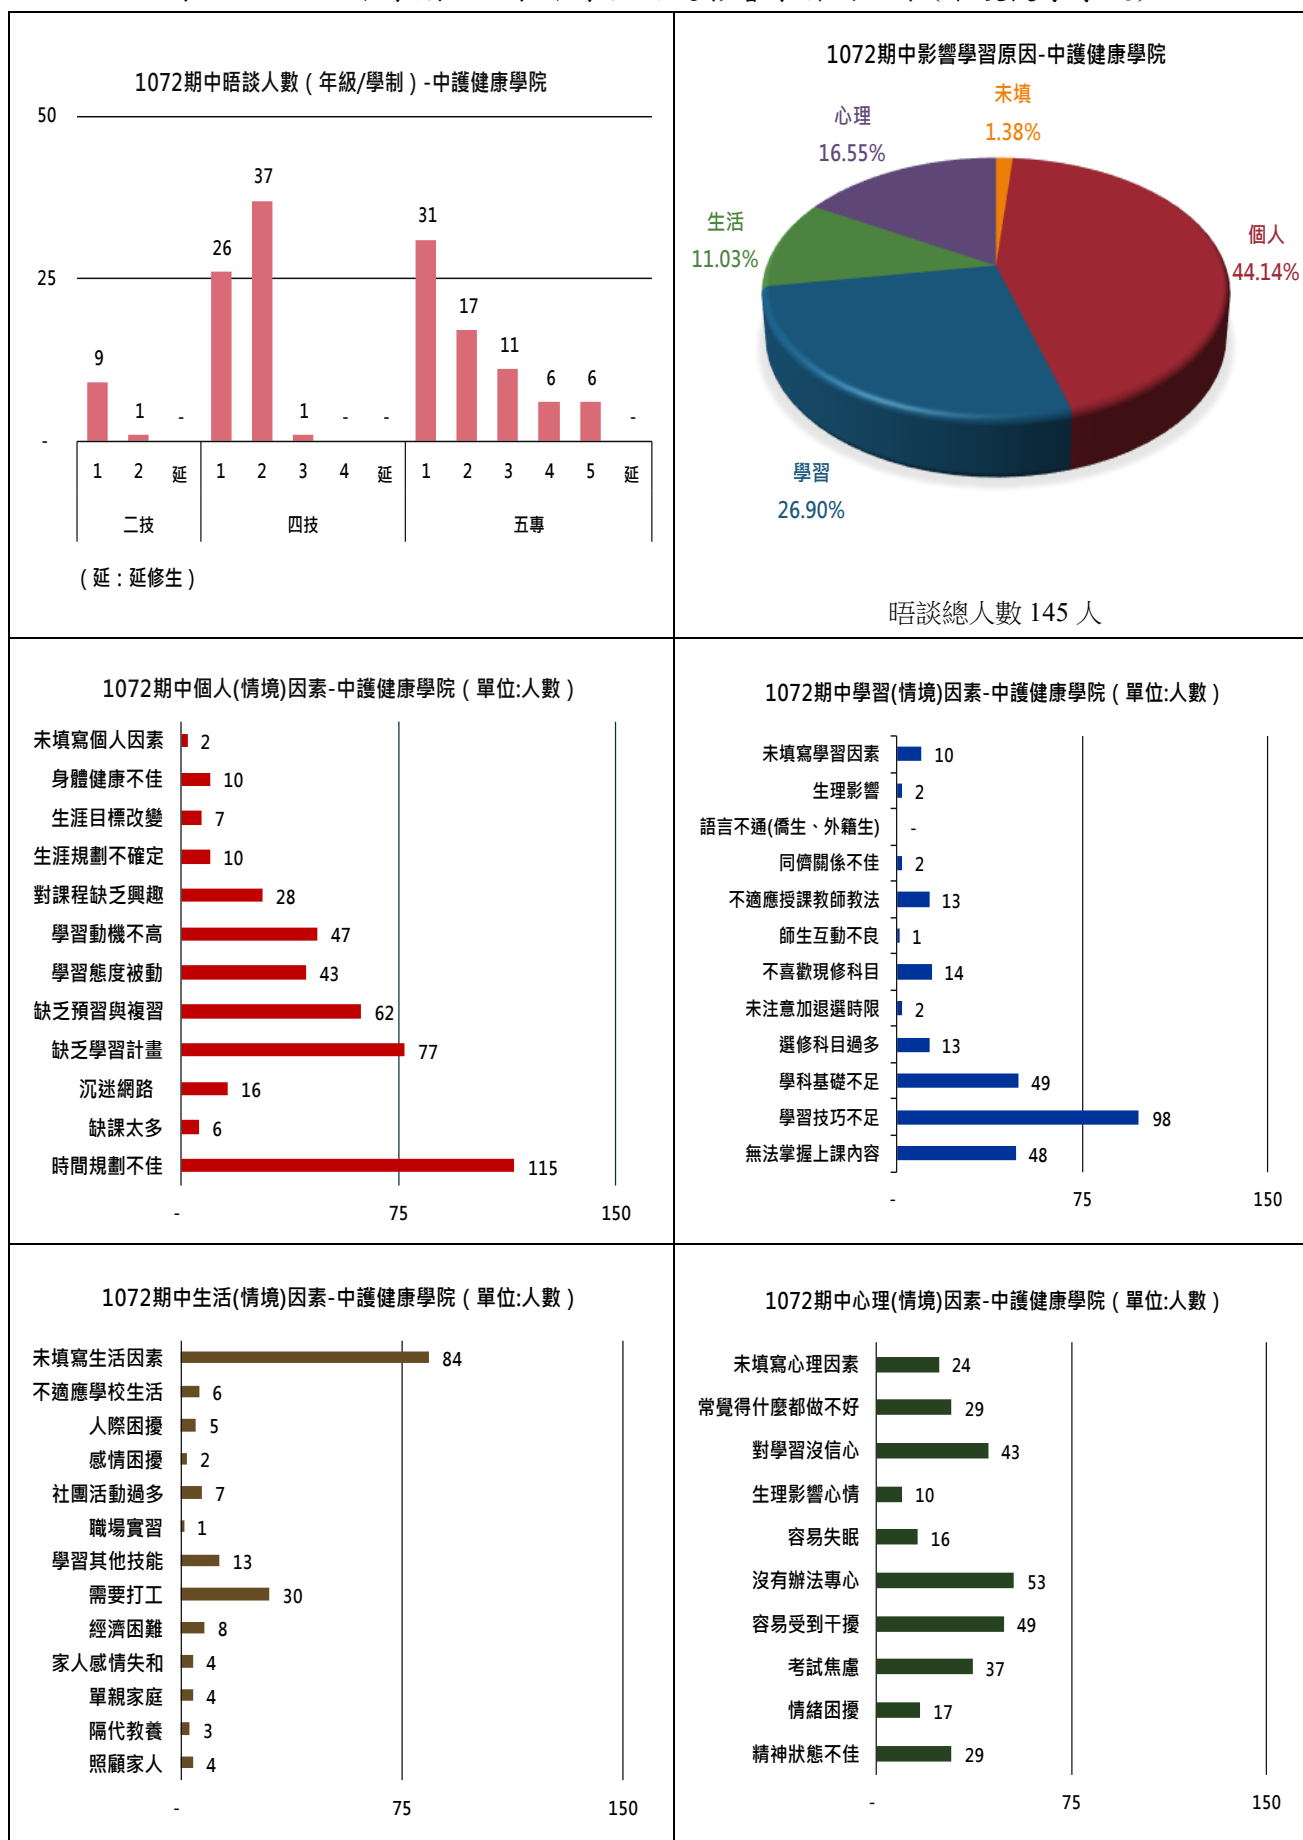 1072期中晤談人數（年級/學制）-中護健康學院
50
25
-
9
1
-
26
37
1
-
-
31
17
11
6
6
-
1 2 延 1 2 3 4 延 1 2 3 4 5 延
二技 四技 五專
（延：延修生）
1072期中影響學習原因-中護健康學院
未填
1.38%
個人
44.14%
學習
26.90%
生活
11.03%
心理
16.55%
晤談總人數 145 人
1072期中個人(情境)因素-中護健康學院（單位:人數）
未填寫個人因素 2
身體健康不佳 10
生涯目標改變 7
生涯規劃不確定 10
對課程缺乏興趣 28
學習動機不高 47
學習態度被動 43
缺乏預習與複習 62
缺乏學習計畫 77
沉迷網路 16
缺課太多 6
時間規劃不佳 115
- 75 150
1072期中學習(情境)因素-中護健康學院（單位:人數）
未填寫學習因素 10
生理影響 2
語言不通(僑生、外籍生) -
同儕關係不佳 2
不適應授課教師教法 13
師生互動不良 1
不喜歡現修科目 14
未注意加退選時限 2
選修科目過多 13
學科基礎不足 49
學習技巧不足 98
無法掌握上課內容 48
- 75 150
1072期中生活(情境)因素-中護健康學院（單位:人數）
未填寫生活因素 84
不適應學校生活 6
人際困擾 5
感情困擾 2
社團活動過多 7
職場實習 1
學習其他技能 13
需要打工 30
經濟困難 8
家人感情失和 4
單親家庭 4
隔代教養 3
照顧家人 4
- 75 150
1072期中心理(情境)因素-中護健康學院（單位:人數）
未填寫心理因素 24
常覺得什麼都做不好 29
對學習沒信心 43
生理影響心情 10
容易失眠 16
沒有辦法專心 53
容易受到干擾 49
考試焦慮 37
情緒困擾 17
精神狀態不佳 29
- 75 150